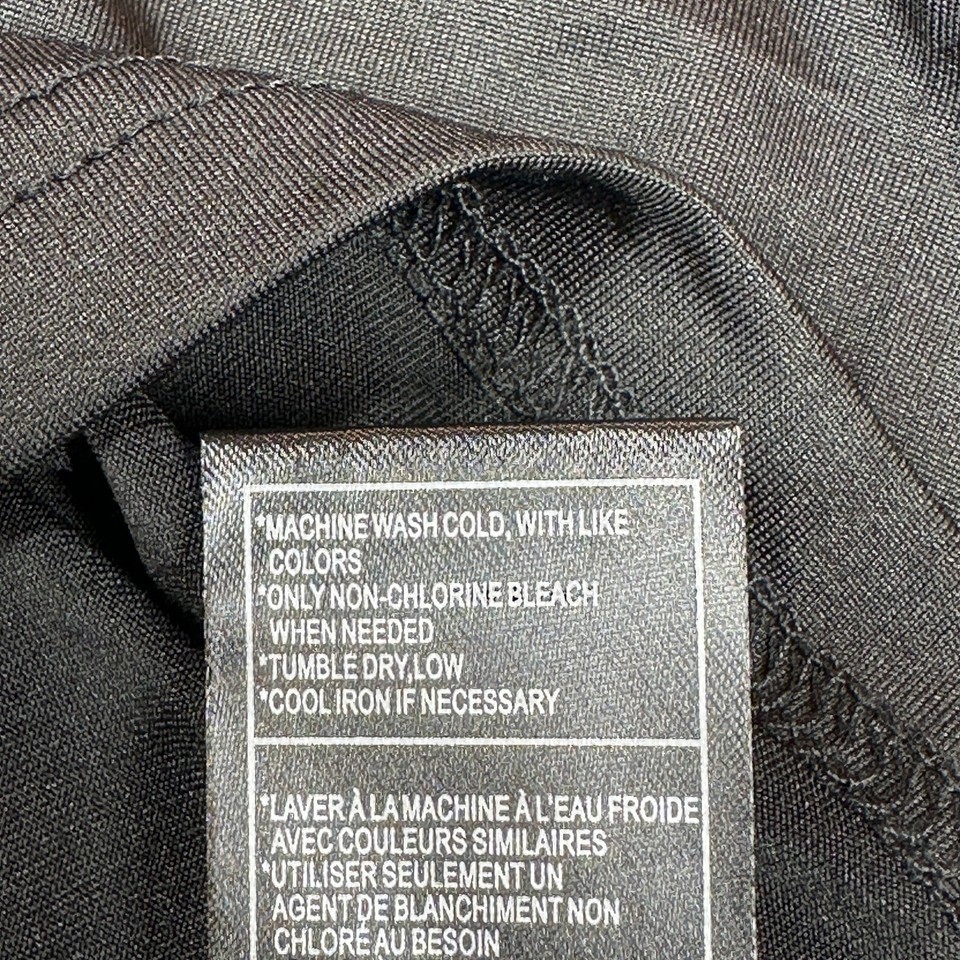 *MACHINE WASH COLD, WITH LIKE
COLORS
*ONLY NON-CHLORINE BLEACH
WHEN NEEDED
*TUMBLE DRY,LOW
*COOL IRON IF NECESSARY
*LAVER À LA MACHINE À L'EAU FROIDE
AVEC COULEURS SIMILAIRES
*UTILISER SEULEMENT UN
AGENT DE BLANCHIMENT NON
CHLORÉ AU BESOIN